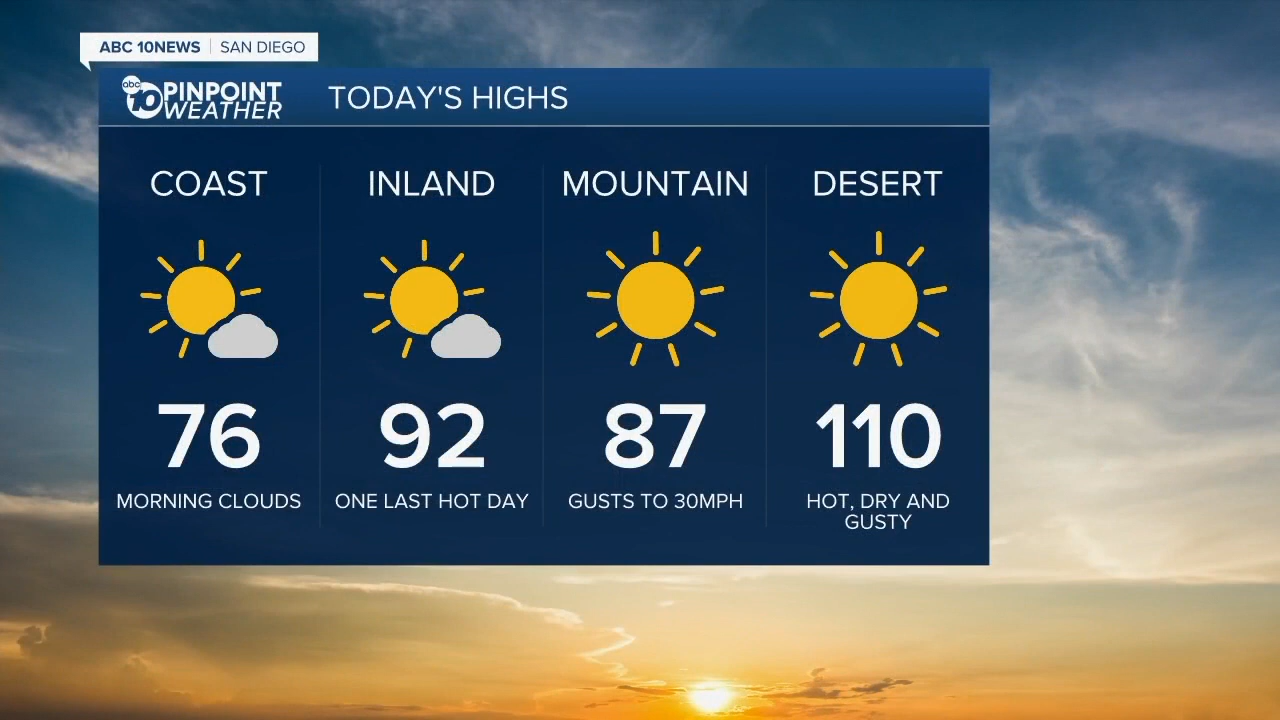 ABC 10NEWS | SAN DIEGO
abc 10 PINPOINT WEATHER
TODAY'S HIGHS
COAST
76
MORNING CLOUDS
INLAND
92
ONE LAST HOT DAY
MOUNTAIN
87
GUSTS TO 30MPH
DESERT
110
HOT, DRY AND
GUSTY